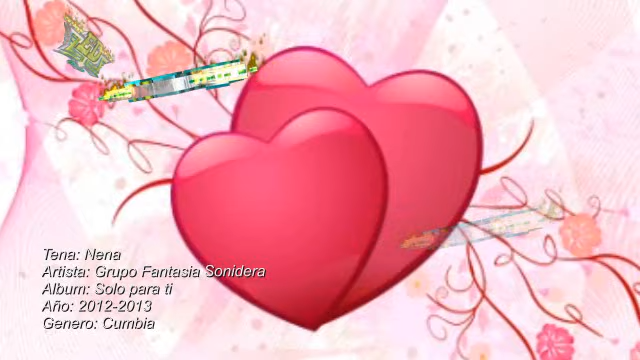 Tena: Nena
Artista: Grupo Fantasia Sonidera
Album: Solo para ti
Año: 2012-2013
Genero: Cumbia